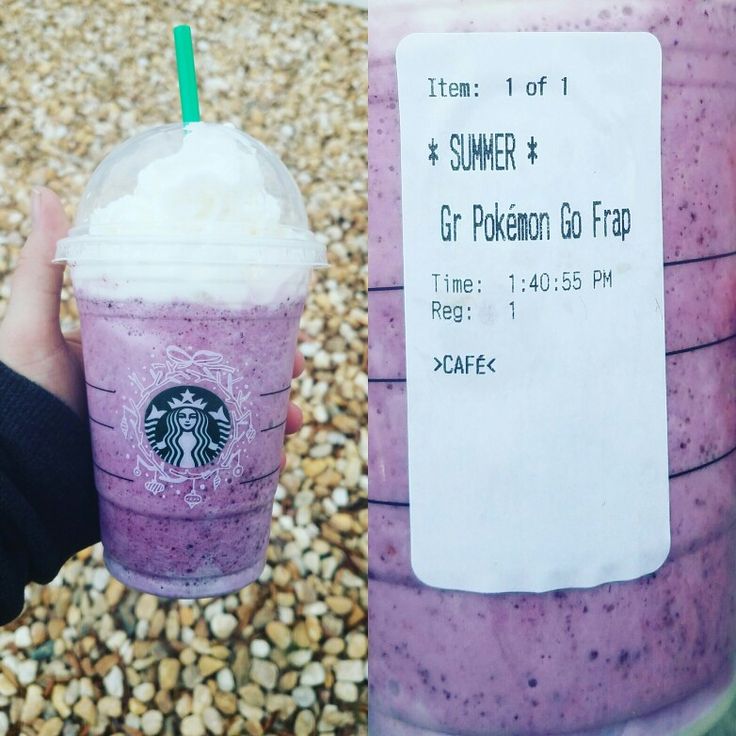 Item: 1 of 1
* SUMMER *
Gr Pokémon Go Frap
Time: 1:40:55 PM
Reg: 1
>CAFÉ<